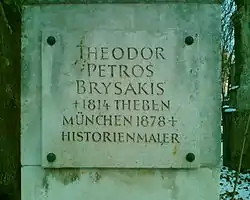 THEODOR
PETROS
BRYSAKIS
+1814 THEBEN
MÜNCHEN 1878+
HISTORIENMALER